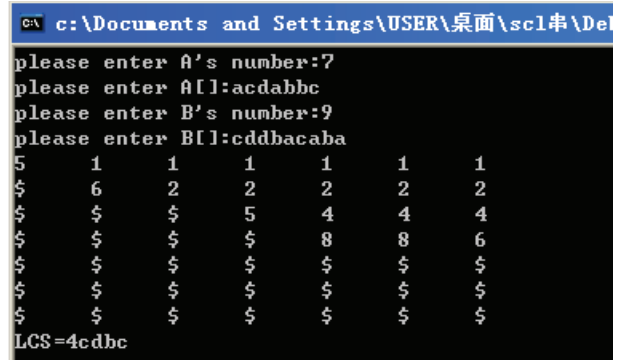 c:\Documents and Settings\USER\桌面\scl串\Del
please enter A's number:7
please enter A[]:acdabbc
please enter B's number:9
please enter B[]:cddbacaba
5 1 1 1 1 1 1
$ 6 2 2 2 2 2
$ $ $ 5 4 4 4
$ $ $ $ 8 8 6
$ $ $ $ $ $ $
$ $ $ $ $ $ $
$ $ $ $ $ $ $
LCS=4cdbc